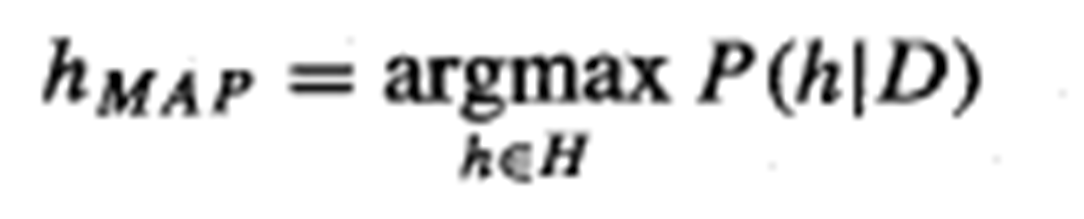 h_MAP = argmax P(h|D)
h∈H